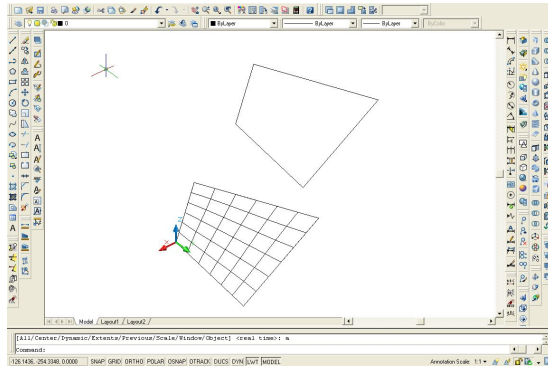 0
ByLayer
ByLayer
ByLayer
ByColor
Model / Layout1 / Layout2 /
[All/Center/Dynamic/Extents/Previous/Scale/Window/Object] <real time>: a
Command:
-126.1436, -254.3348, 0.0000 SNAP GRID ORTHO POLAR OSNAP OTRACK DUCS DYN LWT MODEL Annotation Scale: 1:1